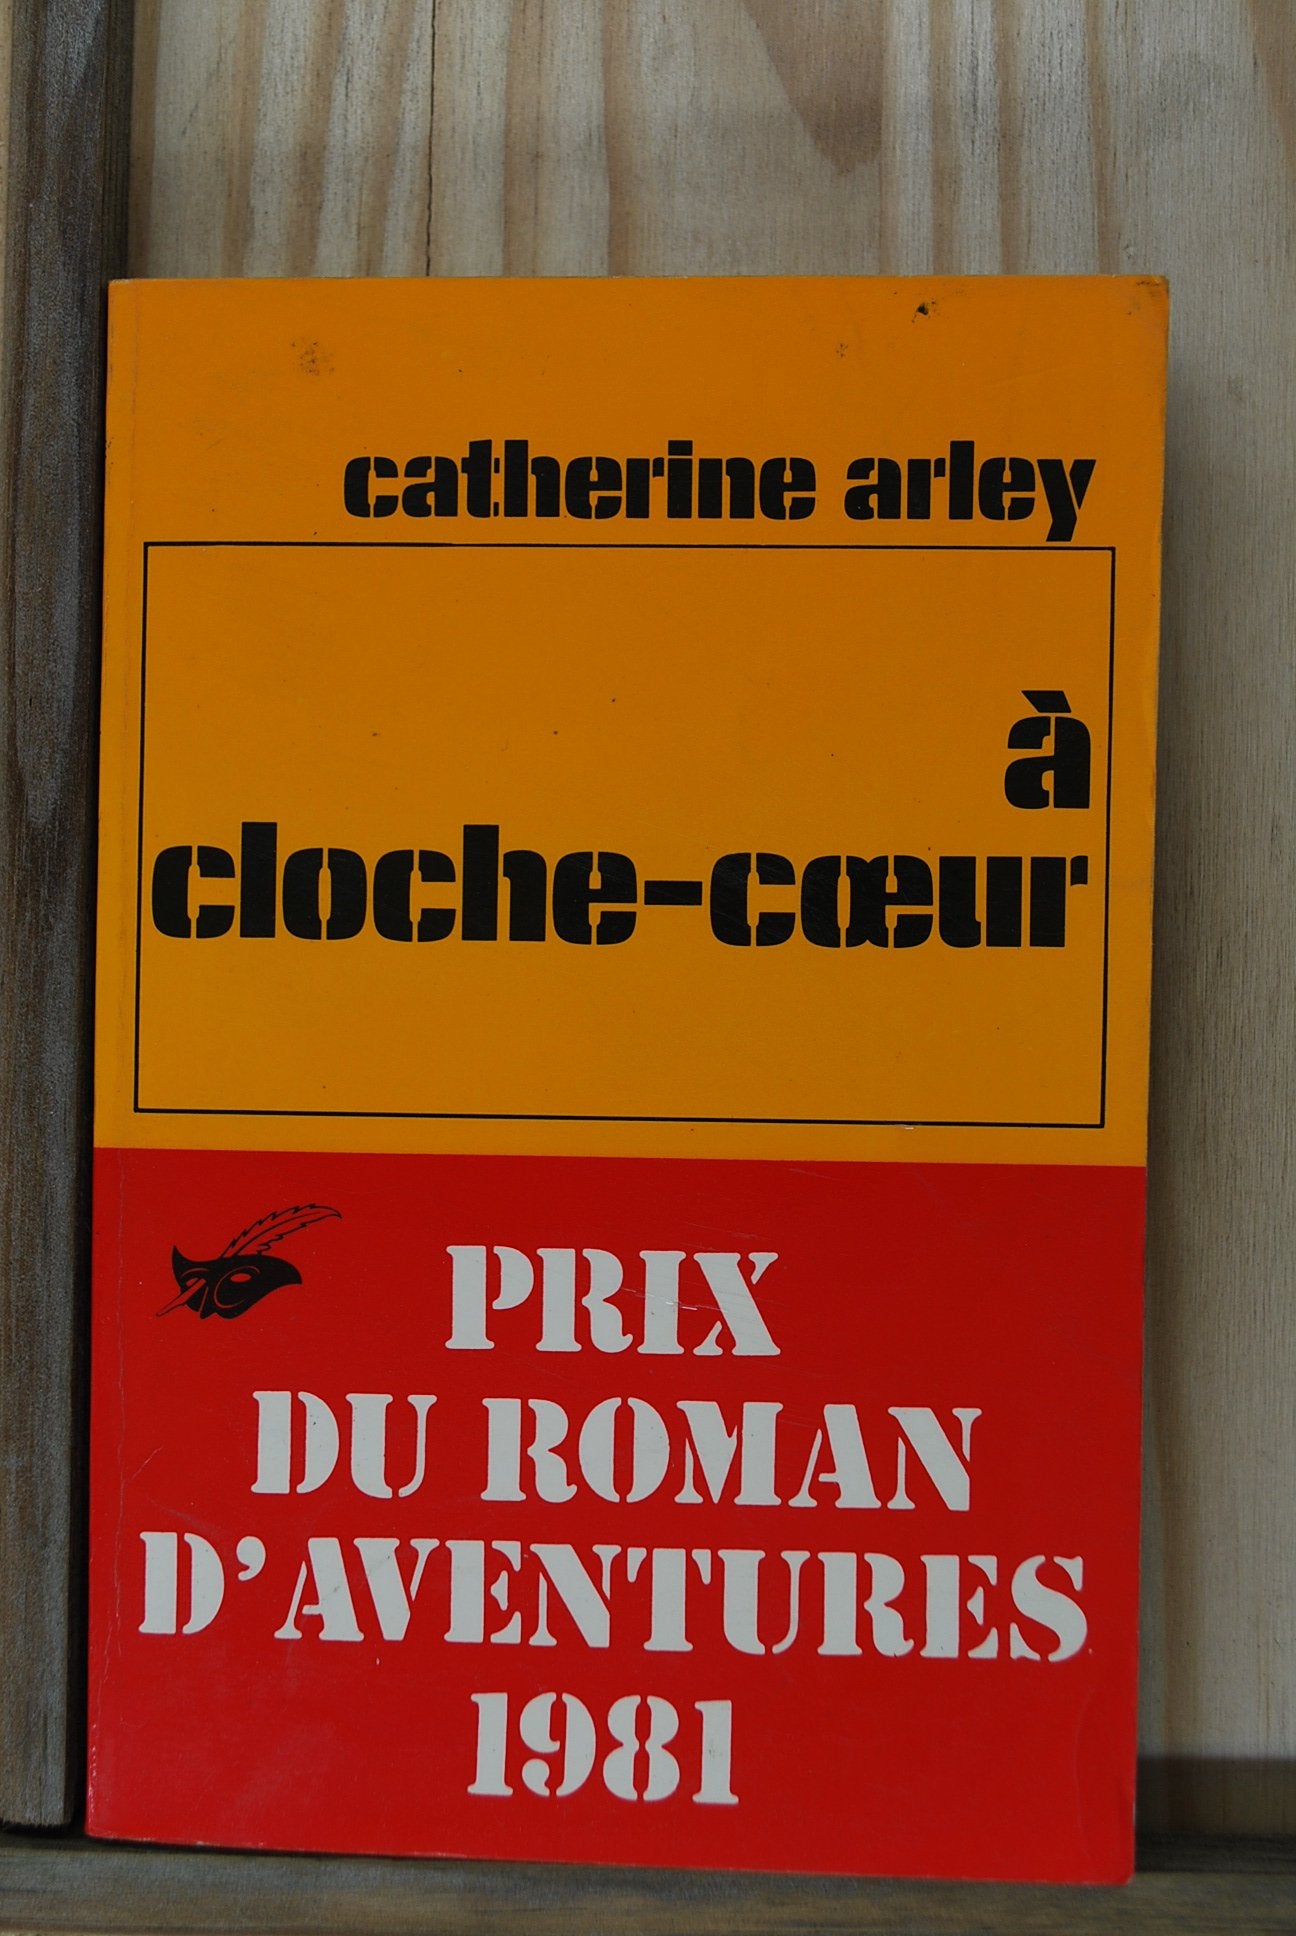 catherine arley
à
cloche-cœur
PRIX
DU ROMAN
D'AVENTURES
1981